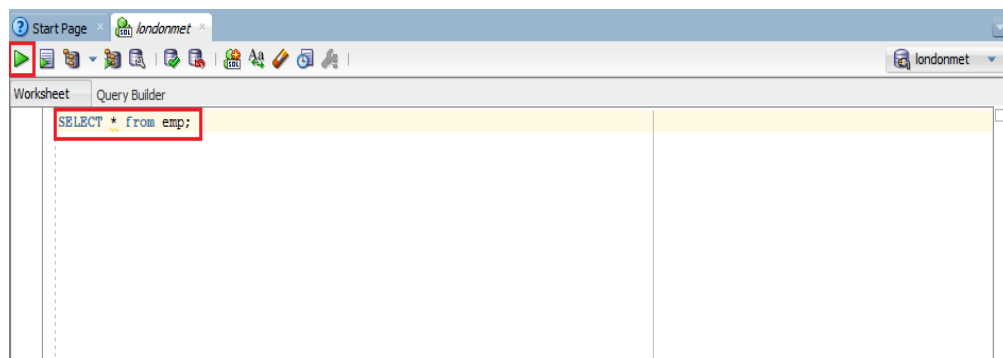 Start Page londonmet
londonmet
Worksheet Query Builder
SELECT * from emp;